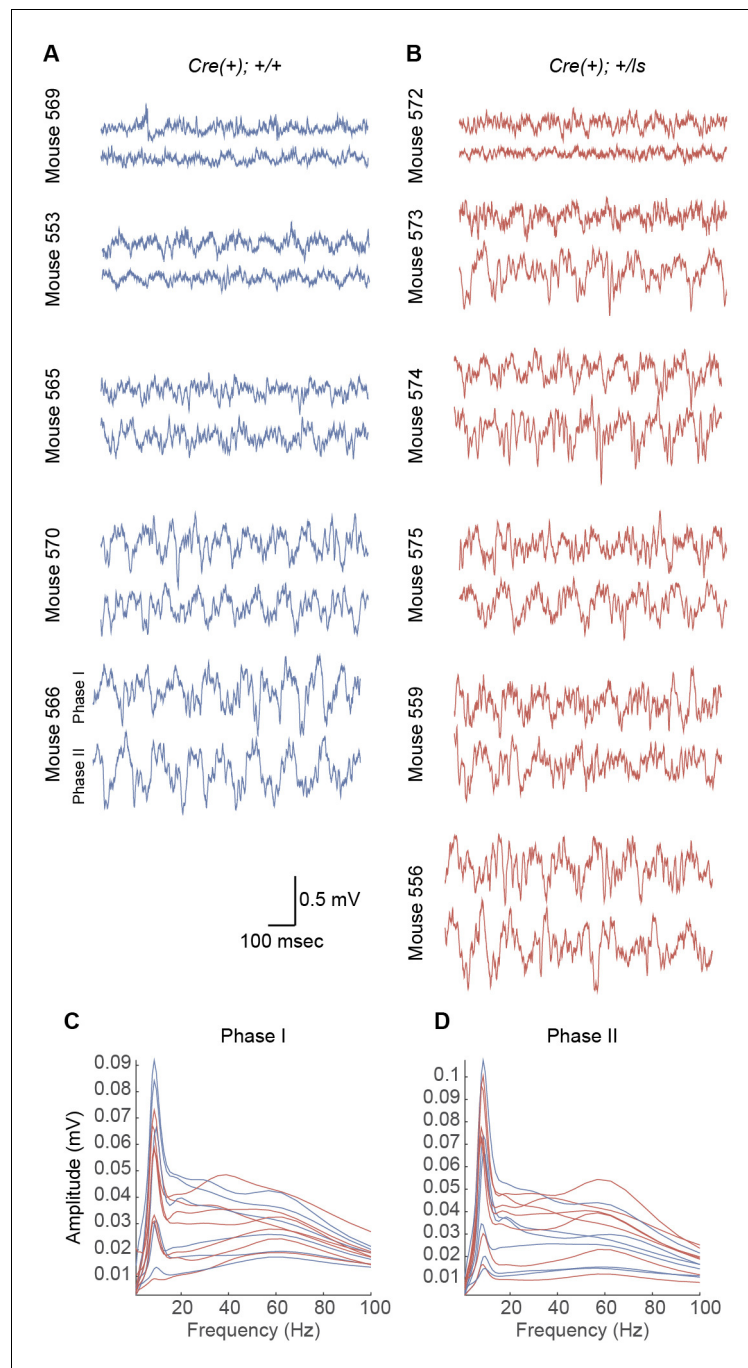 A
Cre(+); +/+
Mouse 569
Mouse 553
Mouse 565
Mouse 570
Mouse 566
Phase I
Phase II
0.5 mV
100 msec
B
Cre(+); +/ls
Mouse 572
Mouse 573
Mouse 574
Mouse 575
Mouse 559
Mouse 556
C
Phase I
Amplitude (mV)
0.09
0.08
0.07
0.06
0.05
0.04
0.03
0.02
0.01
20
40
60
80
100
Frequency (Hz)
D
Phase II
0.1
0.09
0.08
0.07
0.06
0.05
0.04
0.03
0.02
0.01
20
40
60
80
100
Frequency (Hz)